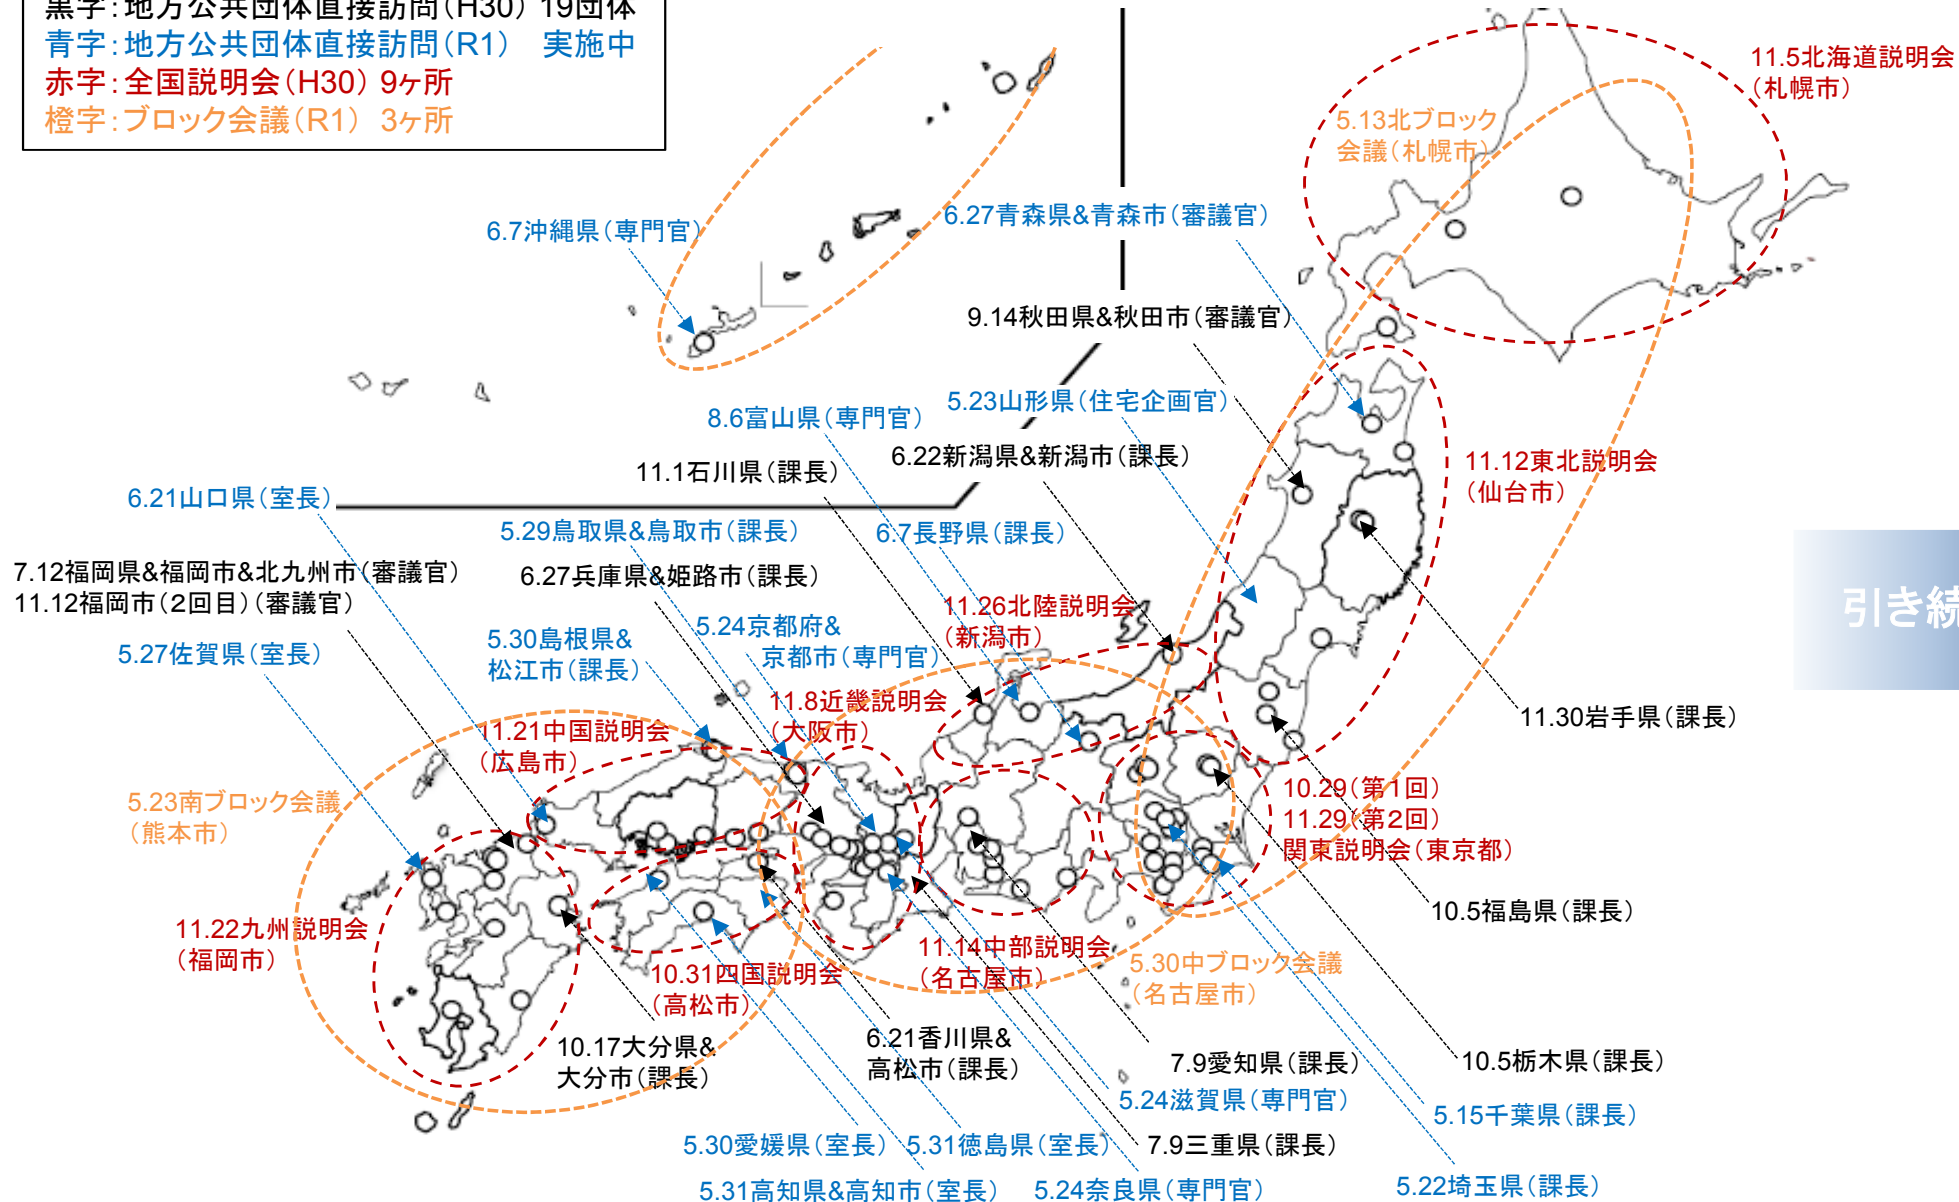 黒字：地方公共団体直接訪問（H30） 19団体
青字：地方公共団体直接訪問（R1） 実施中
赤字：全国説明会（H30） 9ヶ所
橙字：ブロック会議（R1） 3ヶ所
11.5北海道説明会
（札幌市）
5.13北ブロック
会議（札幌市）
6.7沖縄県（専門官）
6.27青森県&青森市（審議官）
9.14秋田県&秋田市（審議官）
5.23山形県（住宅企画官）
8.6富山県（専門官）
6.22新潟県&新潟市（課長）
11.1石川県（課長）
11.12東北説明会
（仙台市）
6.21山口県（室長）
5.29鳥取県&鳥取市（課長）
6.7長野県（課長）
7.12福岡県&福岡市&北九州市（審議官）
11.12福岡市（２回目）（審議官）
6.27兵庫県&姫路市（課長）
11.26北陸説明会
（新潟市）
引き続
5.27佐賀県（室長）
5.30島根県&
松江市（課長）
5.24京都府&
京都市（専門官）
11.8近畿説明会
（大阪市）
11.21中国説明会
（広島市）
11.30岩手県（課長）
5.23南ブロック会議
（熊本市）
10.29（第１回）
11.29（第２回）
関東説明会（東京都）
10.5福島県（課長）
11.22九州説明会
（福岡市）
10.31四国説明会
（高松市）
11.14中部説明会
（名古屋市）
5.30中ブロック会議
（名古屋市）
10.17大分県&
大分市（課長）
6.21香川県&
高松市（課長）
7.9愛知県（課長）
10.5栃木県（課長）
5.24滋賀県（専門官）
5.15千葉県（課長）
5.30愛媛県（室長）
5.31徳島県（室長）
7.9三重県（課長）
5.31高知県&高知市（室長）
5.24奈良県（専門官）
5.22埼玉県（課長）